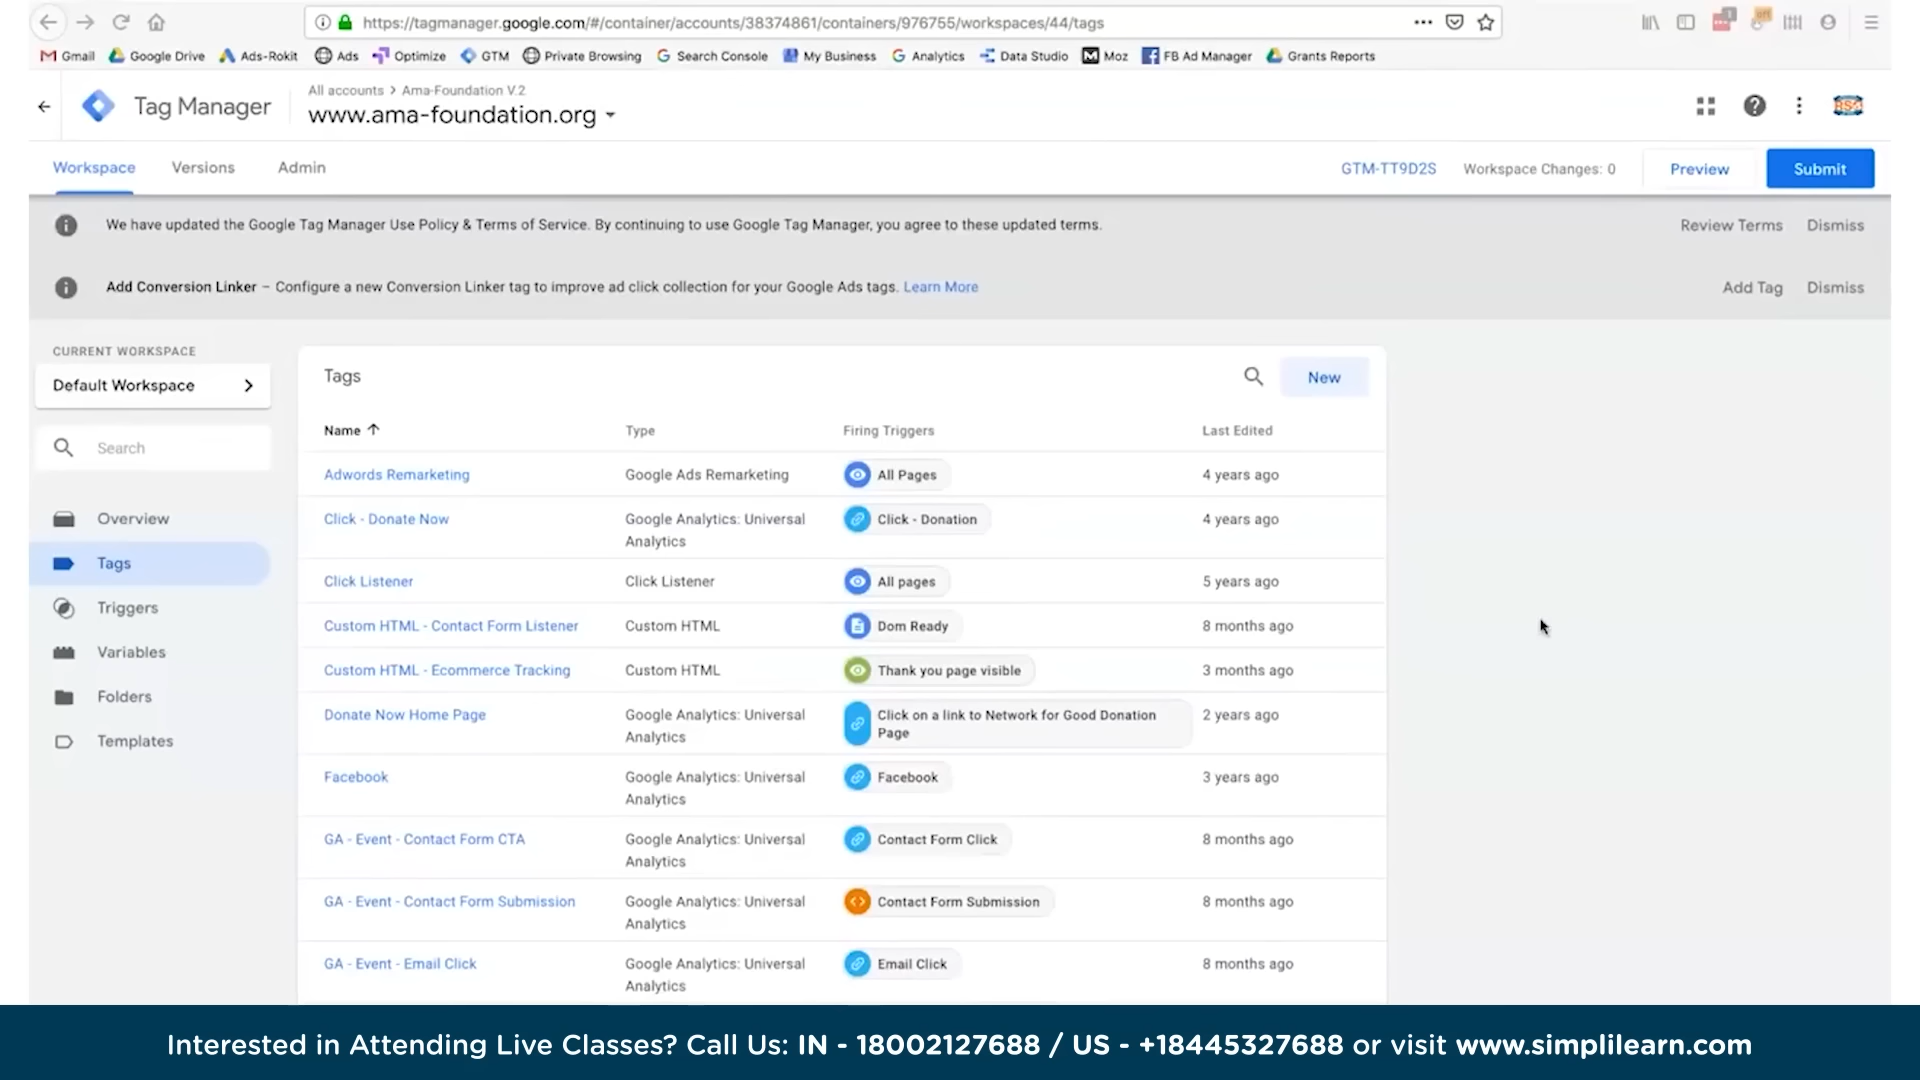 https://tagmanager.google.com/#/container/accounts/38374861/containers/976755/workspaces/44/tags
Gmail Google Drive Ads-Rokit Ads Optimize GTM Private Browsing Search Console My Business Analytics Data Studio Moz FB Ad Manager Grants Reports
Tag Manager
All accounts > Ama-Foundation V.2
www.ama-foundation.org
Workspace Versions Admin GTM-TT9D2S Workspace Changes: 0 Preview Submit
We have updated the Google Tag Manager Use Policy & Terms of Service. By continuing to use Google Tag Manager, you agree to these updated terms. Review Terms Dismiss
Add Conversion Linker – Configure a new Conversion Linker tag to improve ad click collection for your Google Ads tags. Learn More Add Tag Dismiss
CURRENT WORKSPACE
Default Workspace
Search
Overview
Tags
Triggers
Variables
Folders
Templates
Tags New
Name Type Firing Triggers Last Edited
Adwords Remarketing Google Ads Remarketing All Pages 4 years ago
Click - Donate Now Google Analytics: Universal Click - Donation 4 years ago
Analytics
Click Listener Click Listener All pages 5 years ago
Custom HTML - Contact Form Listener Custom HTML Dom Ready 8 months ago
Custom HTML - Ecommerce Tracking Custom HTML Thank you page visible 3 months ago
Donate Now Home Page Google Analytics: Universal Click on a link to Network for Good Donation 2 years ago
Analytics Page
Facebook Google Analytics: Universal Facebook 3 years ago
Analytics
GA - Event - Contact Form CTA Google Analytics: Universal Contact Form Click 8 months ago
Analytics
GA - Event - Contact Form Submission Google Analytics: Universal Contact Form Submission 8 months ago
Analytics
GA - Event - Email Click Google Analytics: Universal Email Click 8 months ago
Analytics
Interested in Attending Live Classes? Call Us: IN - 18002127688 / US - +18445327688 or visit www.simplilearn.com